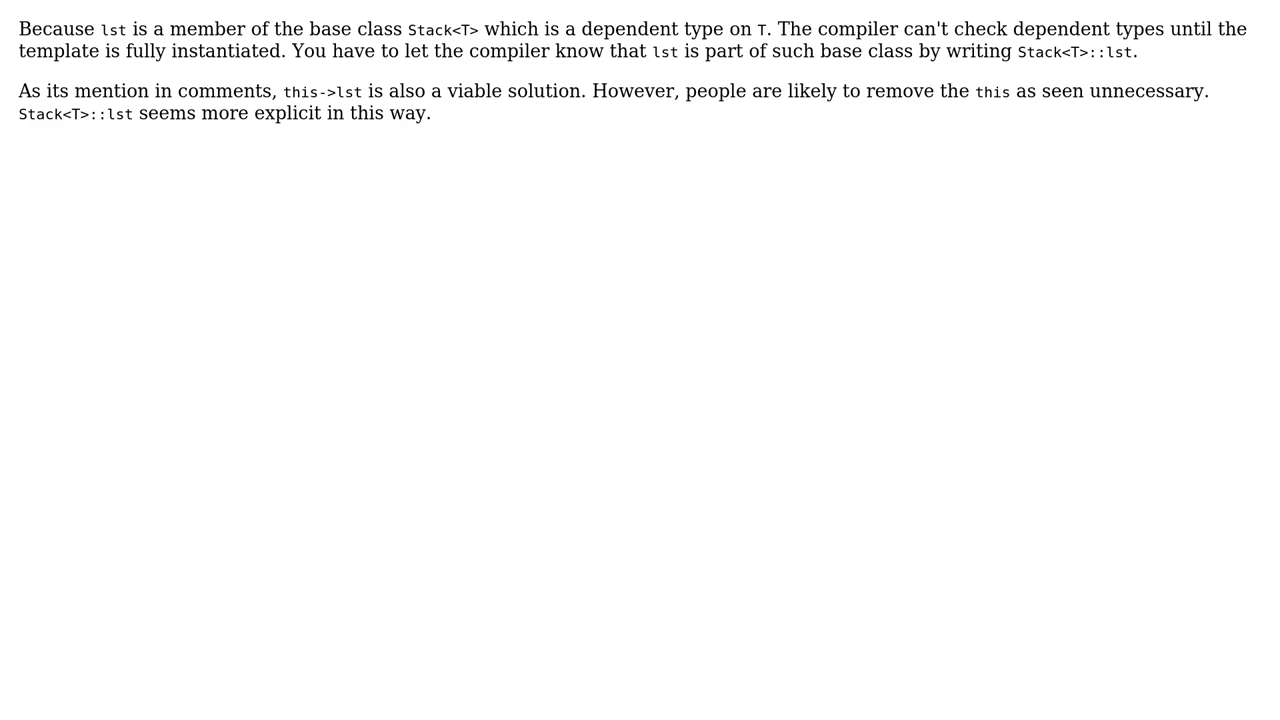 Because lst is a member of the base class Stack<T> which is a dependent type on T. The compiler can't check dependent types until the
template is fully instantiated. You have to let the compiler know that lst is part of such base class by writing Stack<T>::lst.
As its mention in comments, this->lst is also a viable solution. However, people are likely to remove the this as seen unnecessary.
Stack<T>::lst seems more explicit in this way.